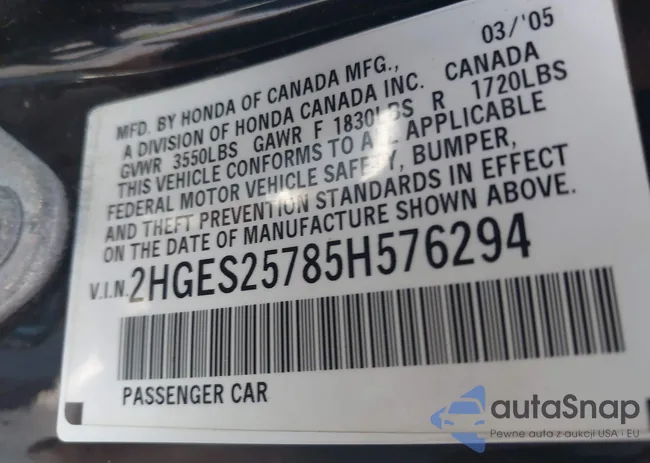 03/'05
MFD. BY HONDA OF CANADA MFG.,
A DIVISION OF HONDA CANADA INC. CANADA
GVWR 3550LBS GAWR F 1830LBS R 1720LBS
THIS VEHICLE CONFORMS TO ALL APPLICABLE
FEDERAL MOTOR VEHICLE SAFETY, BUMPER,
AND THEFT PREVENTION STANDARDS IN EFFECT
ON THE DATE OF MANUFACTURE SHOWN ABOVE.
V.I.N. 2HGES25785H576294
PASSENGER CAR
autaSnap
Pewne auta z aukcji USA i EU